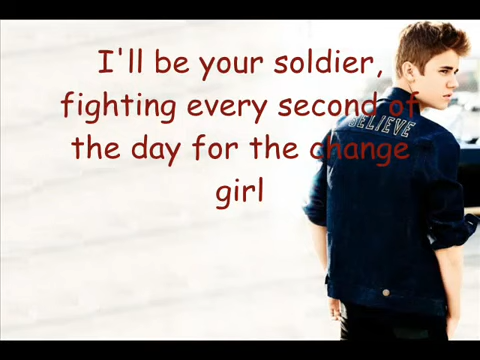 I'll be your soldier,
fighting every second of
the day for the change
girl
BELIEVE